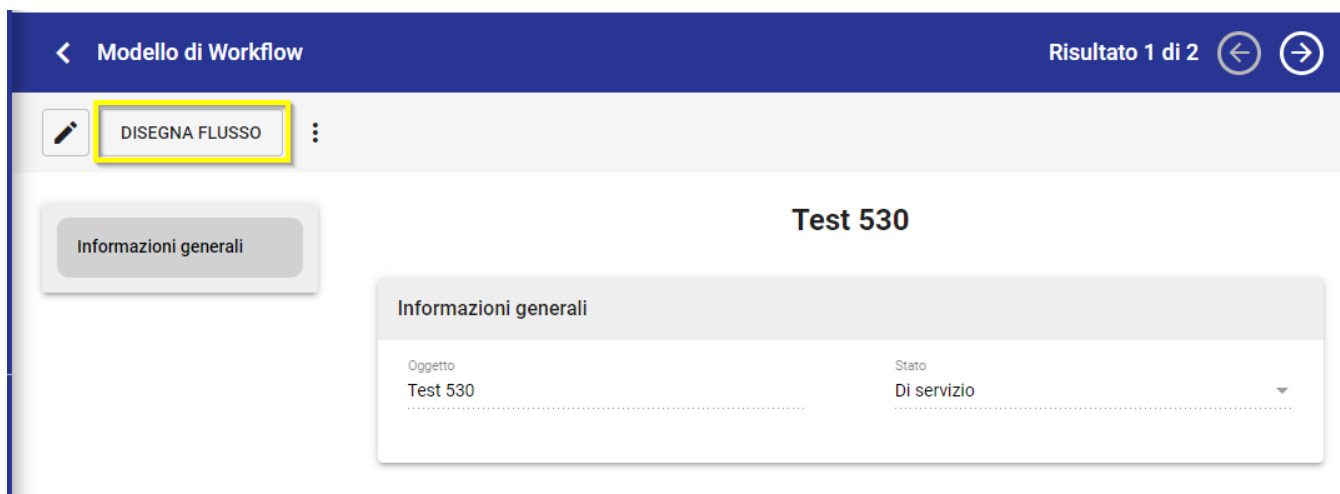 Modello di Workflow
Risultato 1 di 2
DISEGNA FLUSSO
Informazioni generali
Test 530
Informazioni generali
Oggetto
Stato
Test 530
Di servizio